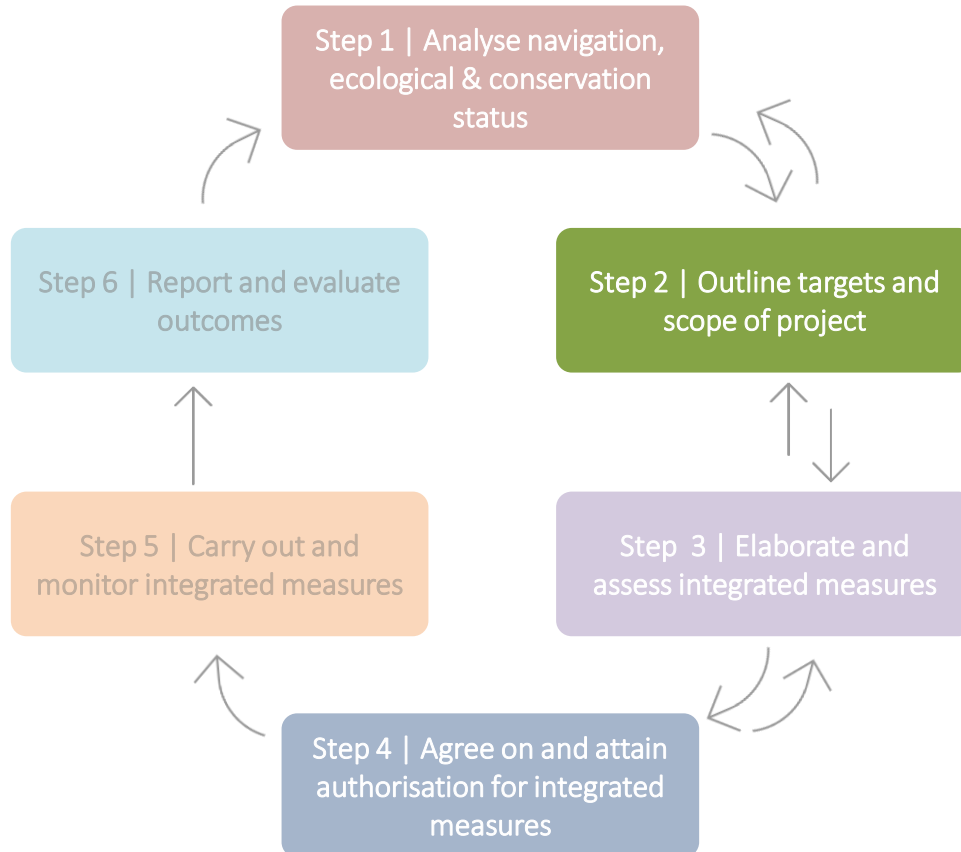 Step 1 | Analyse navigation,
ecological & conservation
status
Step 2 | Outline targets and
scope of project
Step  3 | Elaborate and
assess integrated measures
Step 4 | Agree on and attain
authorisation for integrated
measures
Step 5 | Carry out and
monitor integrated measures
Step 6 | Report and evaluate
outcomes